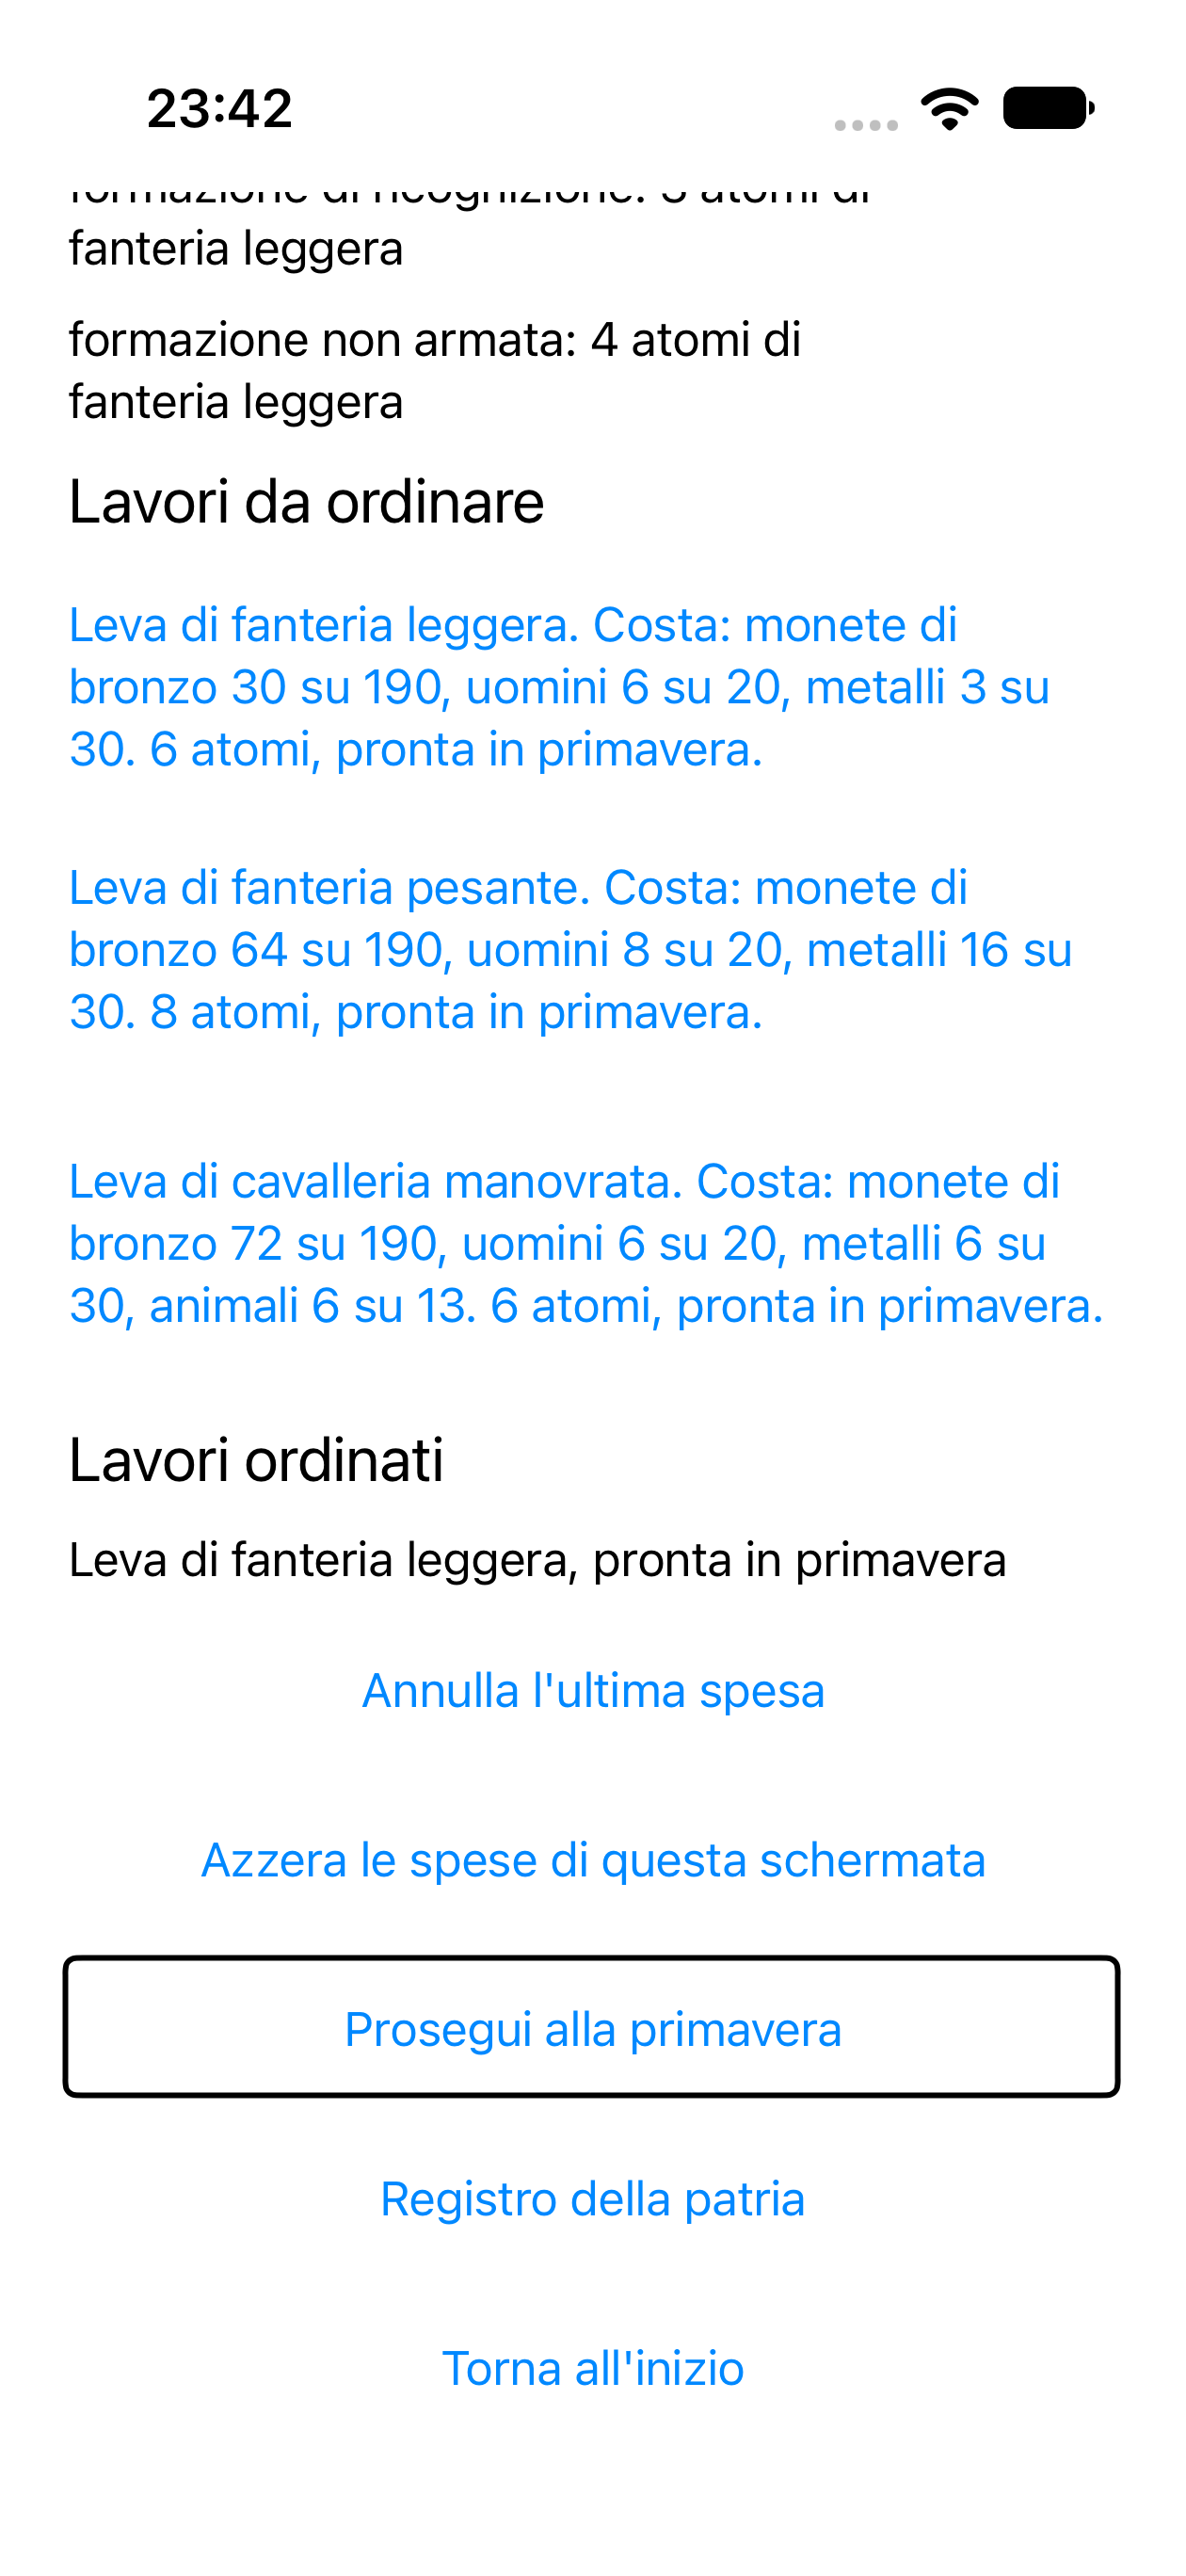 23:42
formazione di ricognizione: 3 atomi di
fanteria leggera
formazione non armata: 4 atomi di
fanteria leggera
Lavori da ordinare
Leva di fanteria leggera. Costa: monete di
bronzo 30 su 190, uomini 6 su 20, metalli 3 su
30. 6 atomi, pronta in primavera.
Leva di fanteria pesante. Costa: monete di
bronzo 64 su 190, uomini 8 su 20, metalli 16 su
30. 8 atomi, pronta in primavera.
Leva di cavalleria manovrata. Costa: monete di
bronzo 72 su 190, uomini 6 su 20, metalli 6 su
30, animali 6 su 13. 6 atomi, pronta in primavera.
Lavori ordinati
Leva di fanteria leggera, pronta in primavera
Annulla l'ultima spesa
Azzera le spese di questa schermata
Prosegui alla primavera
Registro della patria
Torna all'inizio